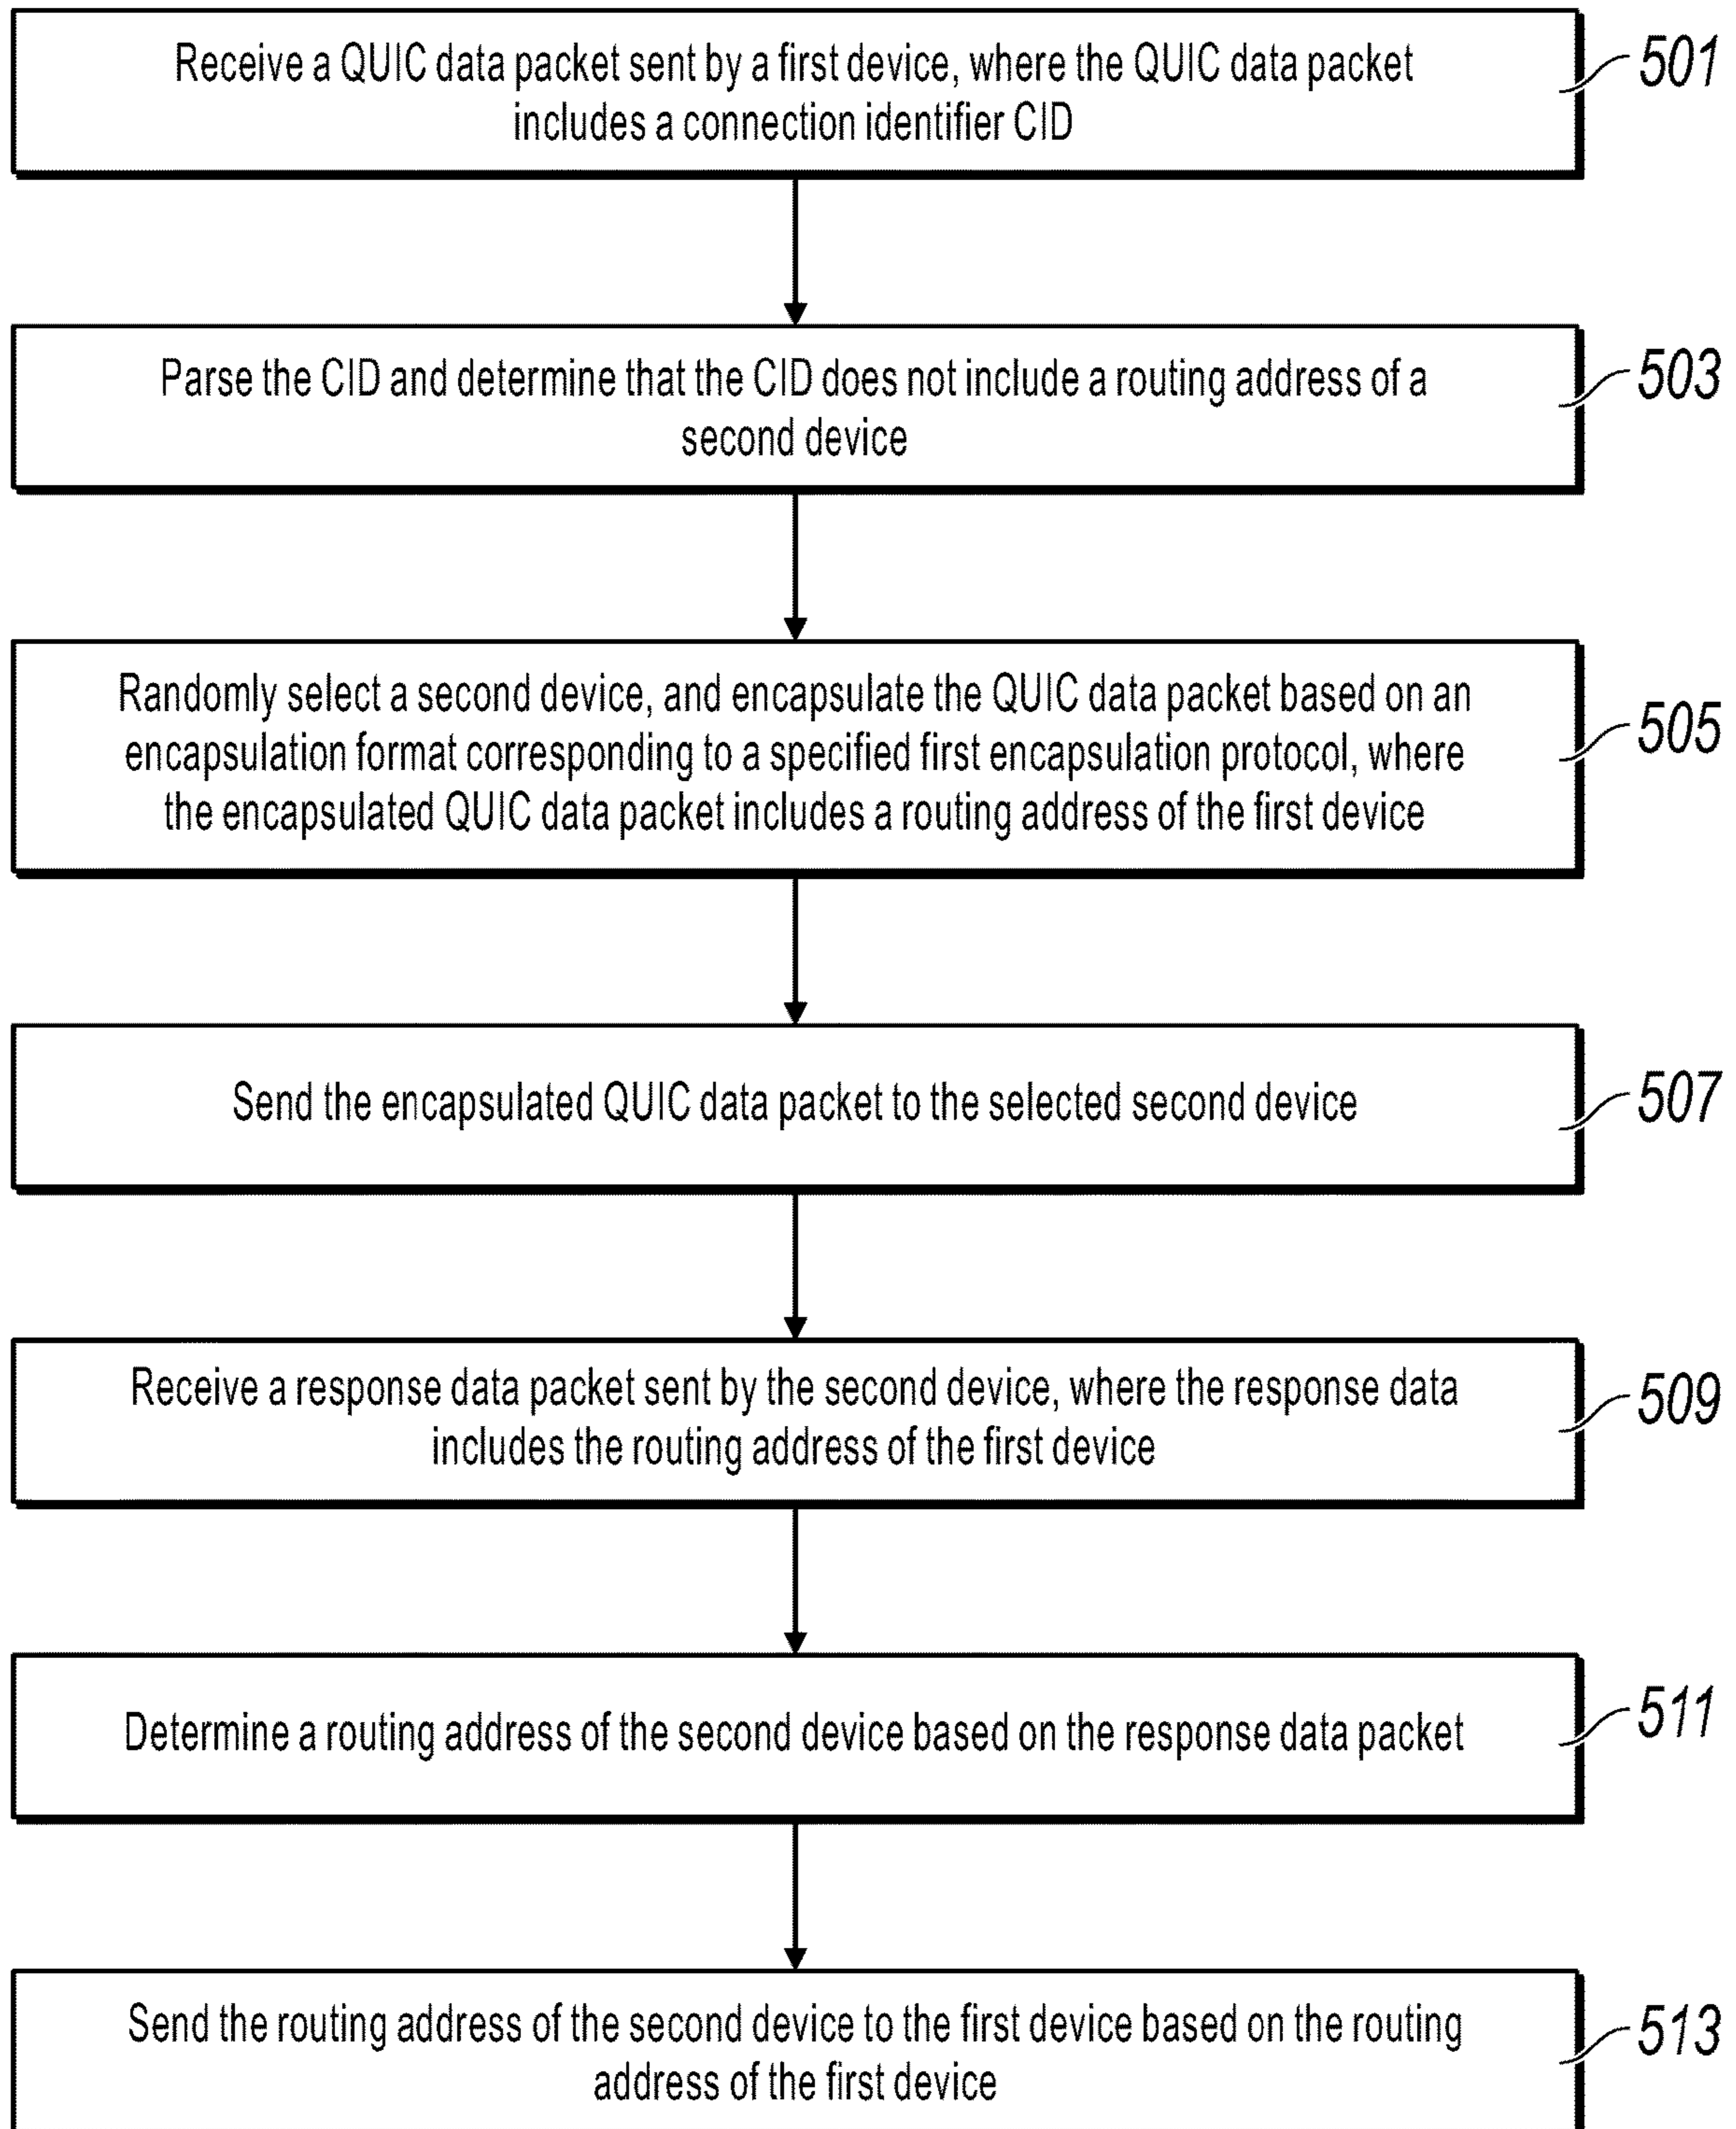 Receive a QUIC data packet sent by a first device, where the QUIC data packet
includes a connection identifier CID
501
Parse the CID and determine that the CID does not include a routing address of a
second device
503
Randomly select a second device, and encapsulate the QUIC data packet based on an
encapsulation format corresponding to a specified first encapsulation protocol, where
the encapsulated QUIC data packet includes a routing address of the first device
505
Send the encapsulated QUIC data packet to the selected second device
507
Receive a response data packet sent by the second device, where the response data
includes the routing address of the first device
509
Determine a routing address of the second device based on the response data packet
511
Send the routing address of the second device to the first device based on the routing
address of the first device
513